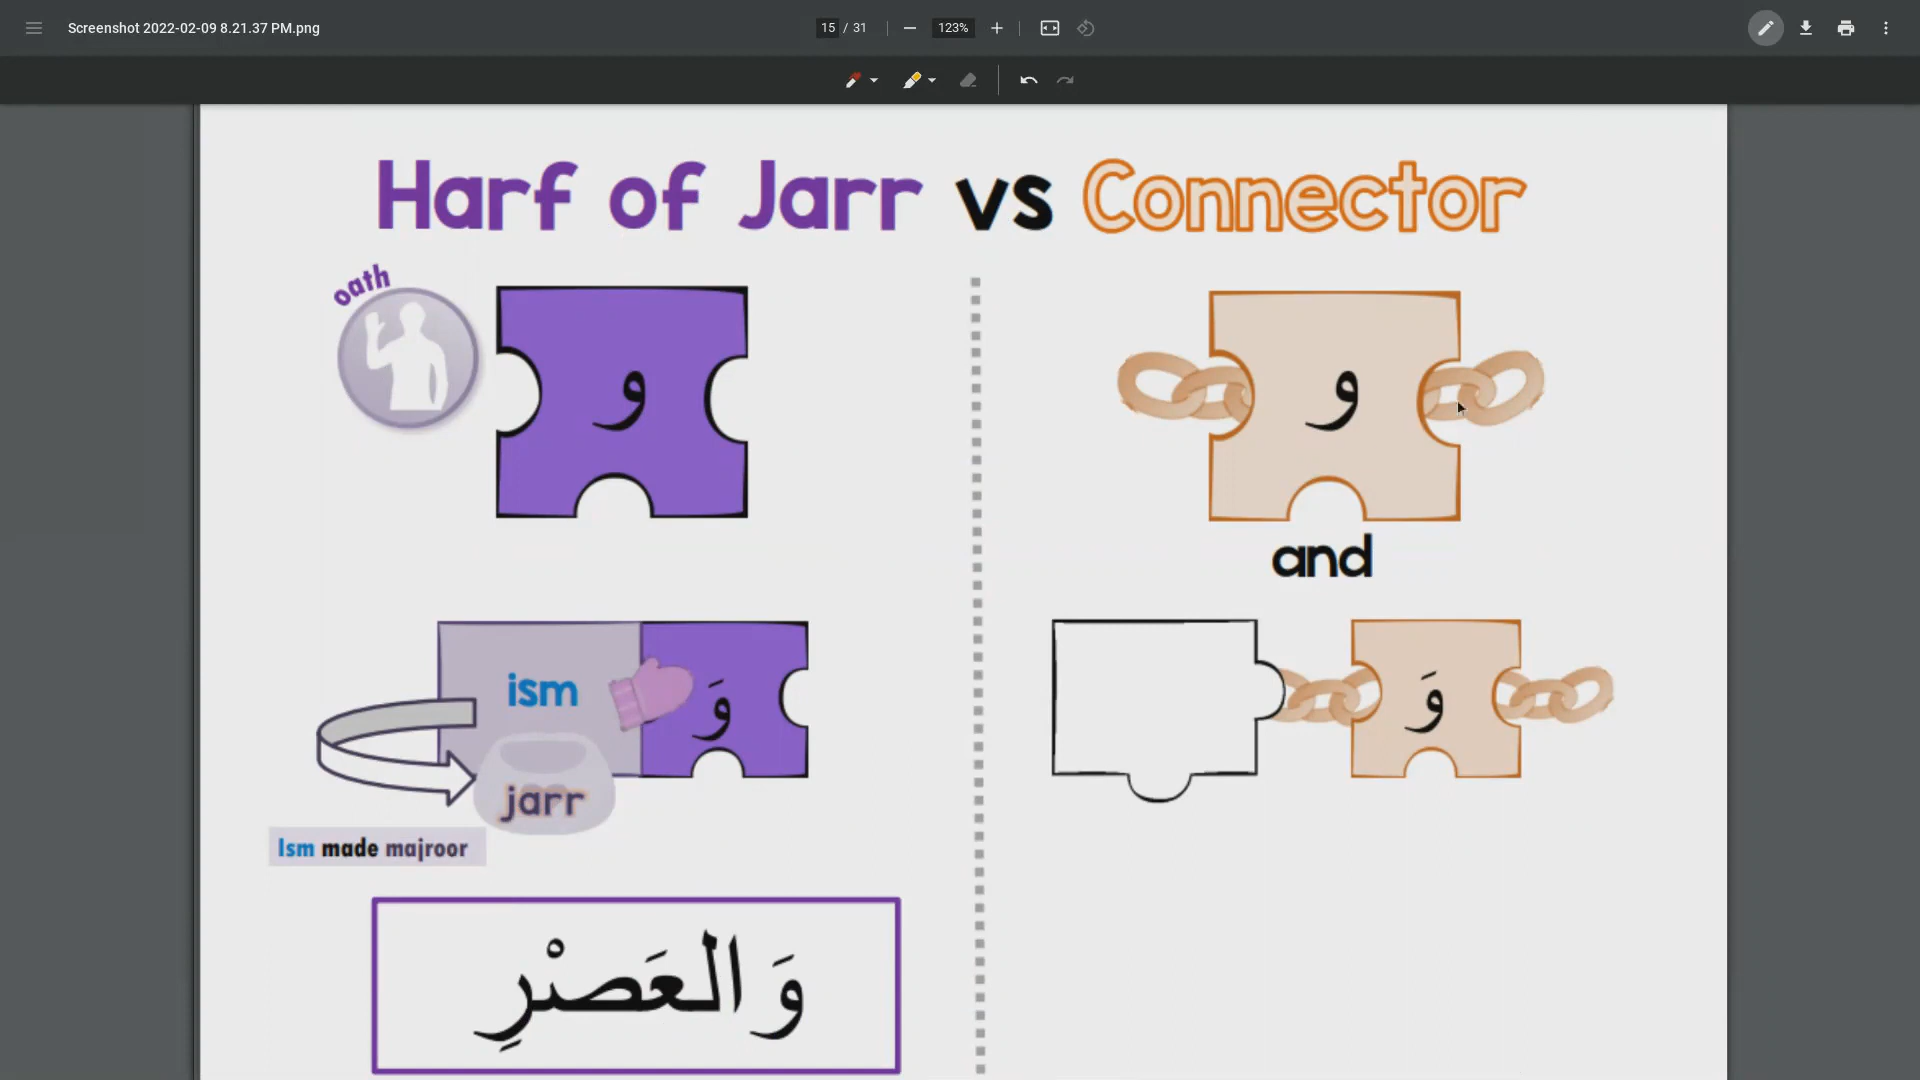 Screenshot 2022-02-09 8.21.37 PM.png
15 / 31
123%
Harf of Jarr vs Connector
oath
و
و
and
ism
وَ
jarr
وَ
Ism made majroor
وَالعَصْرِ